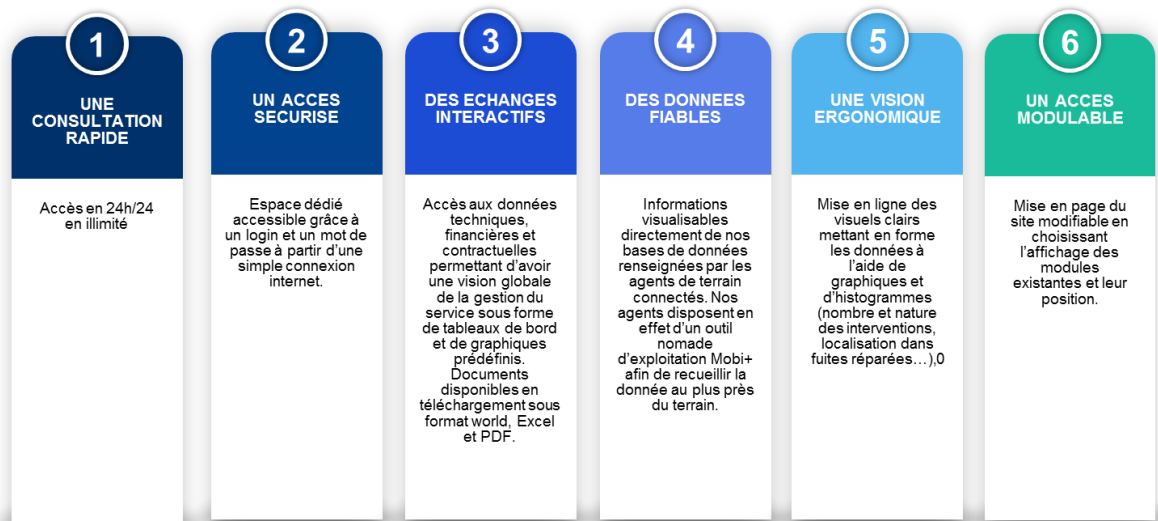 1
UNE
CONSULTATION
RAPIDE
Accès en 24h/24
en illimité
2
UN ACCES
SECURISE
Espace dédié
accessible grâce à
un login et un mot de
passe à partir d'une
simple connexion
internet.
3
DES ECHANGES
INTERACTIFS
Accès aux données
techniques,
financières et
contractuelles
permettant d'avoir
une vision globale
de la gestion du
service sous forme
de tableaux de bord
et de graphiques
prédéfinis.
Documents
disponibles en
téléchargement sous
format world, Excel
et PDF.
4
DES DONNEES
FIABLES
Informations
visualisables
directement de nos
bases de données
renseignées par les
agents de terrain
connectés. Nos
agents disposent en
effet d'un outil
nomade
d'exploitation Mobi+
afin de recueillir la
donnée au plus près
du terrain.
5
UNE VISION
ERGONOMIQUE
Mise en ligne des
visuels clairs
mettant en forme
les données à
l'aide de
graphiques et
d'histogrammes
(nombre et nature
des interventions,
localisation dans
fuites réparées…),0
6
UN ACCES
MODULABLE
Mise en page du
site modifiable en
choisissant
l'affichage des
modules
existantes et leur
position.